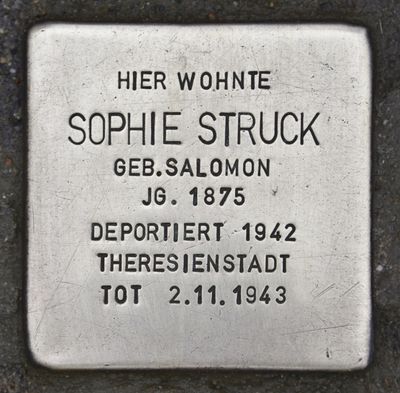 HIER WOHNTE
SOPHIE STRUCK
GEB.SALOMON
JG. 1875
DEPORTIERT 1942
THERESIENSTADT
TOT 2.11.1943